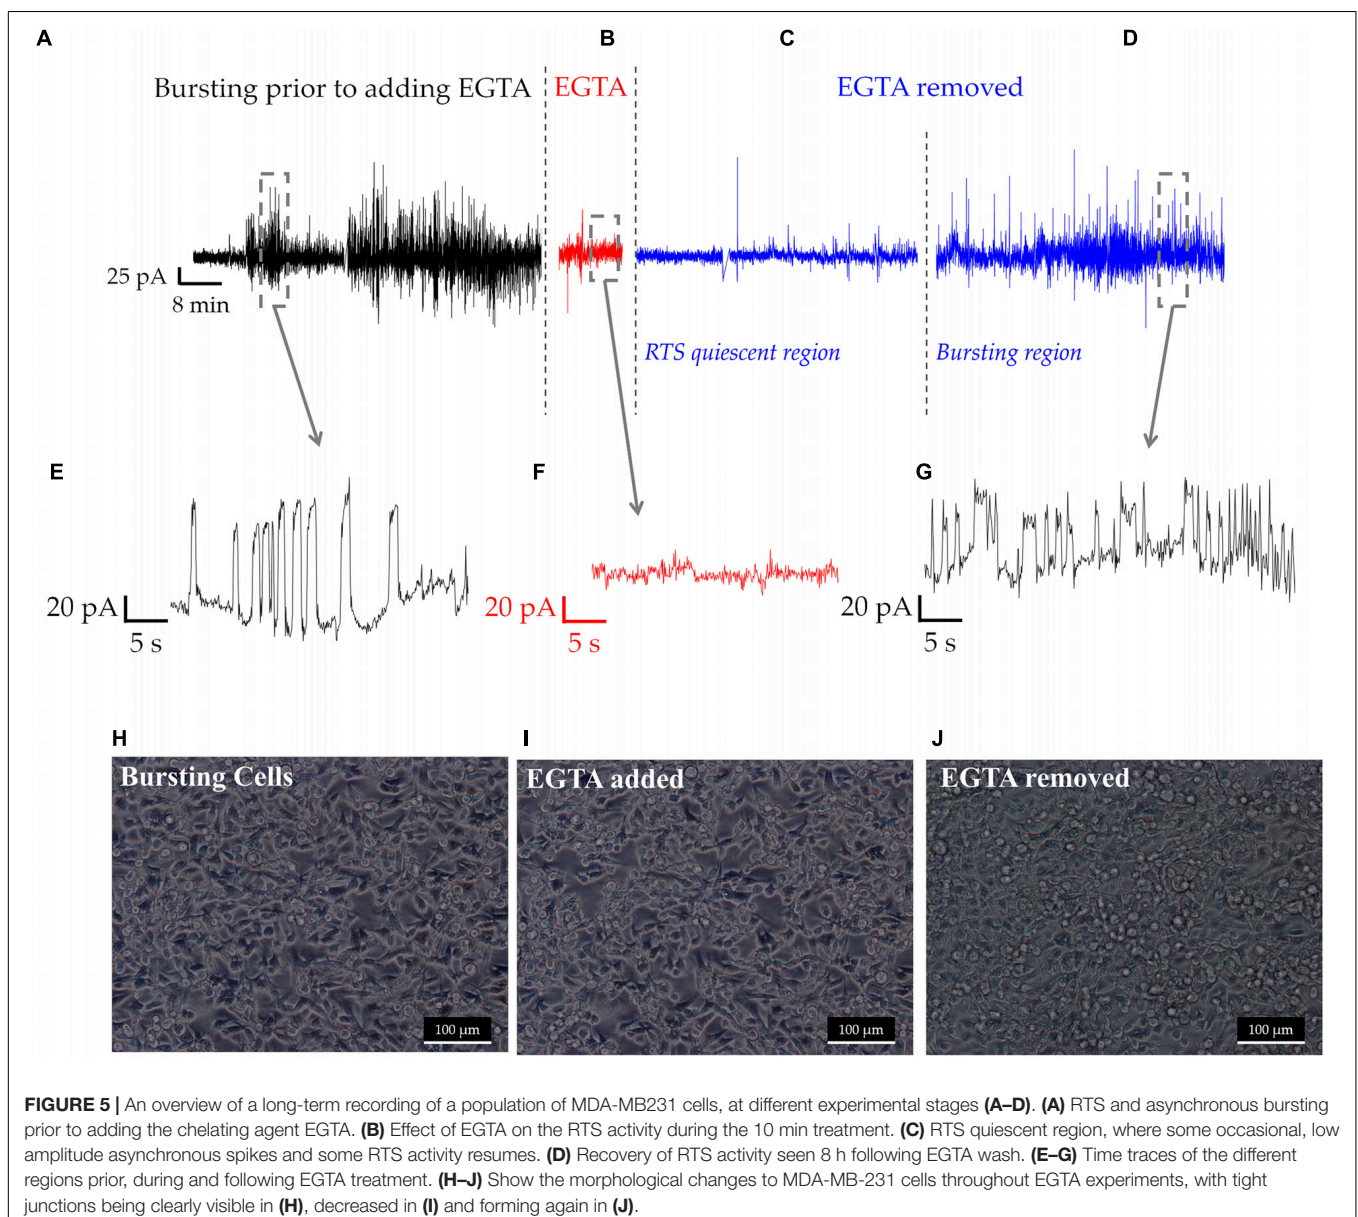 A
B
C
D
Bursting prior to adding EGTA
EGTA
EGTA removed
25 pA
8 min
RTS quiescent region
Bursting region
E
F
G
20 pA
5 s
20 pA
5 s
20 pA
5 s
H
I
J
Bursting Cells
EGTA added
EGTA removed
100 µm
100 µm
100 µm
FIGURE 5 | An overview of a long-term recording of a population of MDA-MB231 cells, at different experimental stages (A–D). (A) RTS and asynchronous bursting
prior to adding the chelating agent EGTA. (B) Effect of EGTA on the RTS activity during the 10 min treatment. (C) RTS quiescent region, where some occasional, low
amplitude asynchronous spikes and some RTS activity resumes. (D) Recovery of RTS activity seen 8 h following EGTA wash. (E–G) Time traces of the different
regions prior, during and following EGTA treatment. (H–J) Show the morphological changes to MDA-MB-231 cells throughout EGTA experiments, with tight
junctions being clearly visible in (H), decreased in (I) and forming again in (J).